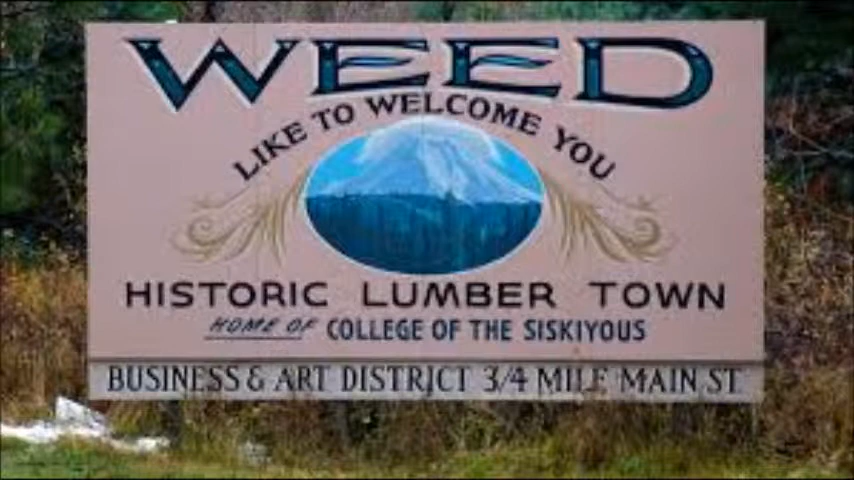 WEED
LIKE TO WELCOME YOU
HISTORIC LUMBER TOWN
HOME OF COLLEGE OF THE SISKIYOUS
BUSINESS & ART DISTRICT 3/4 MILE MAIN ST.